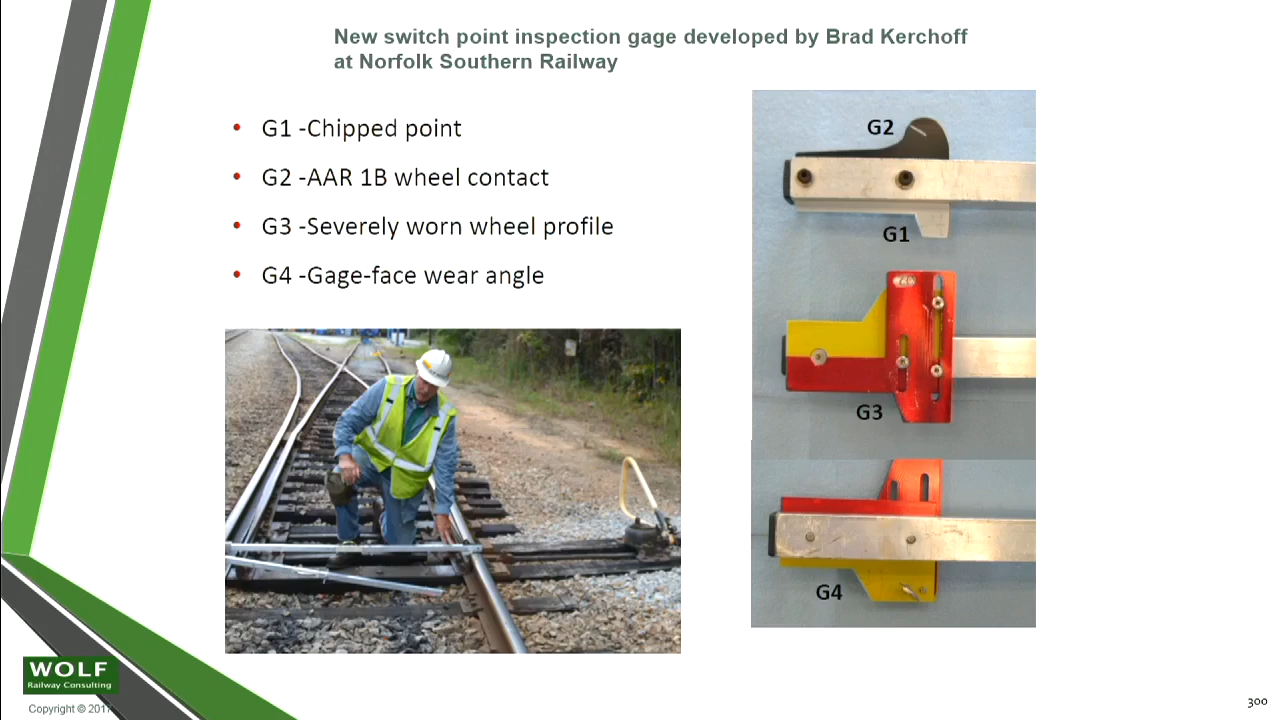 New switch point inspection gage developed by Brad Kerchoff
at Norfolk Southern Railway
• G1 -Chipped point
• G2 -AAR 1B wheel contact
• G3 -Severely worn wheel profile
• G4 -Gage-face wear angle
G2
G1
G3
G4
WOLF
Railway Consulting
Copyright © 2017
300